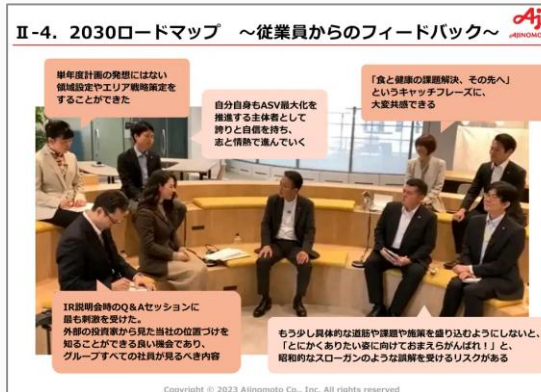 Ⅱ-4. 2030ロードマップ ～従業員からのフィードバック～
Aji
AJINOMOTO
単年度計画の発想にはない
領域設定やエリア戦略策定を
することができた
自分自身もASV最大化を
推進する主体者として
誇りと自信を持ち、
志と情熱で進んでいく
「食と健康の課題解決、その先へ」
というキャッチフレーズに、
大変共感できる
IR説明会時のQ&Aセッションに
最も刺激を受けた。
外部の投資家から見た当社の位置づけを
知ることができる良い機会であり、
グループすべての社員が見るべき内容
もう少し具体的な道筋や課題や施策を盛り込むようにしないと、
「とにかくありたい姿に向けておまえらがんばれ！」と、
昭和的なスローガンのような誤解を受けるリスクがある
Copyright © 2023 Ajinomoto Co., Inc. All rights reserved